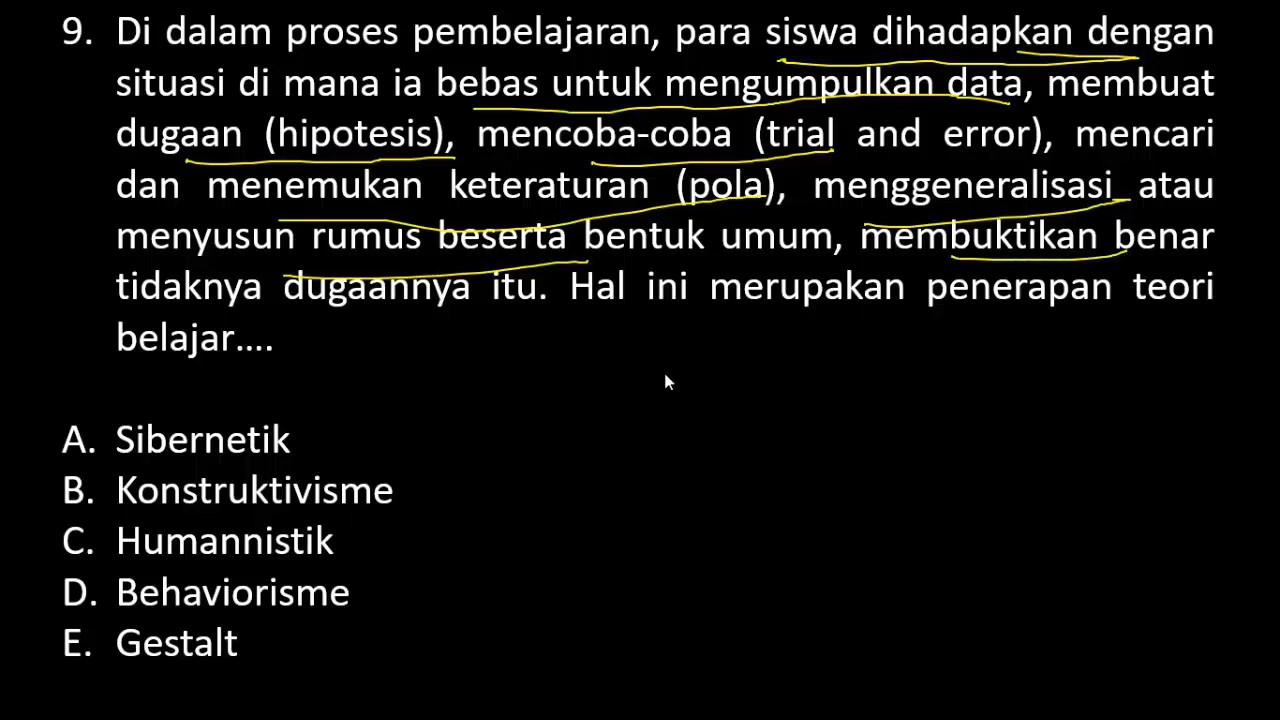 9. Di dalam proses pembelajaran, para siswa dihadapkan dengan
situasi di mana ia bebas untuk mengumpulkan data, membuat
dugaan (hipotesis), mencoba-coba (trial and error), mencari
dan menemukan keteraturan (pola), menggeneralisasi atau
menyusun rumus beserta bentuk umum, membuktikan benar
tidaknya dugaannya itu. Hal ini merupakan penerapan teori
belajar....
A. Sibernetik
B. Konstruktivisme
C. Humannistik
D. Behaviorisme
E. Gestalt